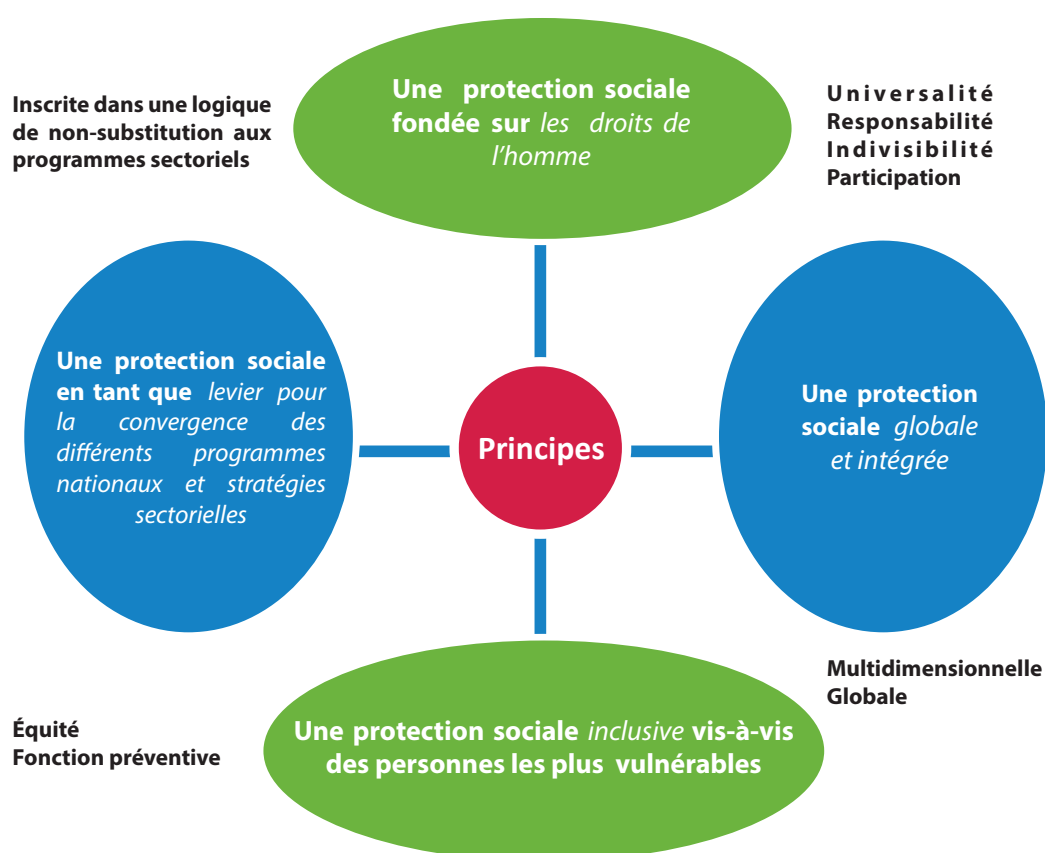 Inscrite dans une logique
de non-substitution aux
programmes sectoriels
Une protection sociale
fondée sur les droits de
l'homme
Universalité
Responsabilité
Indivisibilité
Participation
Une protection sociale
en tant que levier pour
la convergence des
différents programmes
nationaux et stratégies
sectorielles
Principes
Une protection
sociale globale
et intégrée
Équité
Fonction préventive
Une protection sociale inclusive vis-à-vis
des personnes les plus vulnérables
Multidimensionnelle
Globale